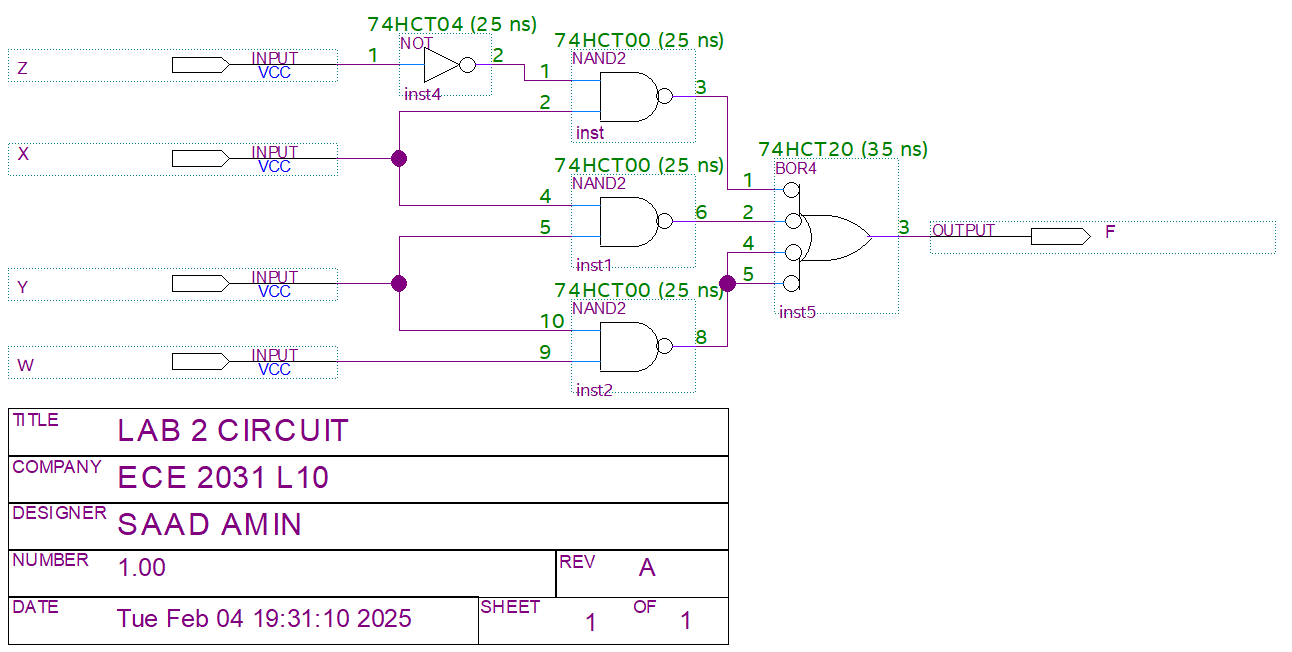 74HCT04 (25 ns)
NOT
1
2
inst4
Z
INPUT
VCC
74HCT00 (25 ns)
NAND2
1
2
3
inst
X
INPUT
VCC
74HCT00 (25 ns)
NAND2
4
5
6
inst1
74HCT20 (35 ns)
BOR4
1
2
4
5
3
inst5
OUTPUT
F
Y
INPUT
VCC
74HCT00 (25 ns)
NAND2
10
9
8
inst2
W
INPUT
VCC
TITLE LAB 2 CIRCUIT
COMPANY ECE 2031 L10
DESIGNER SAAD AMIN
NUMBER 1.00 REV A
DATE Tue Feb 04 19:31:10 2025 SHEET 1 OF 1